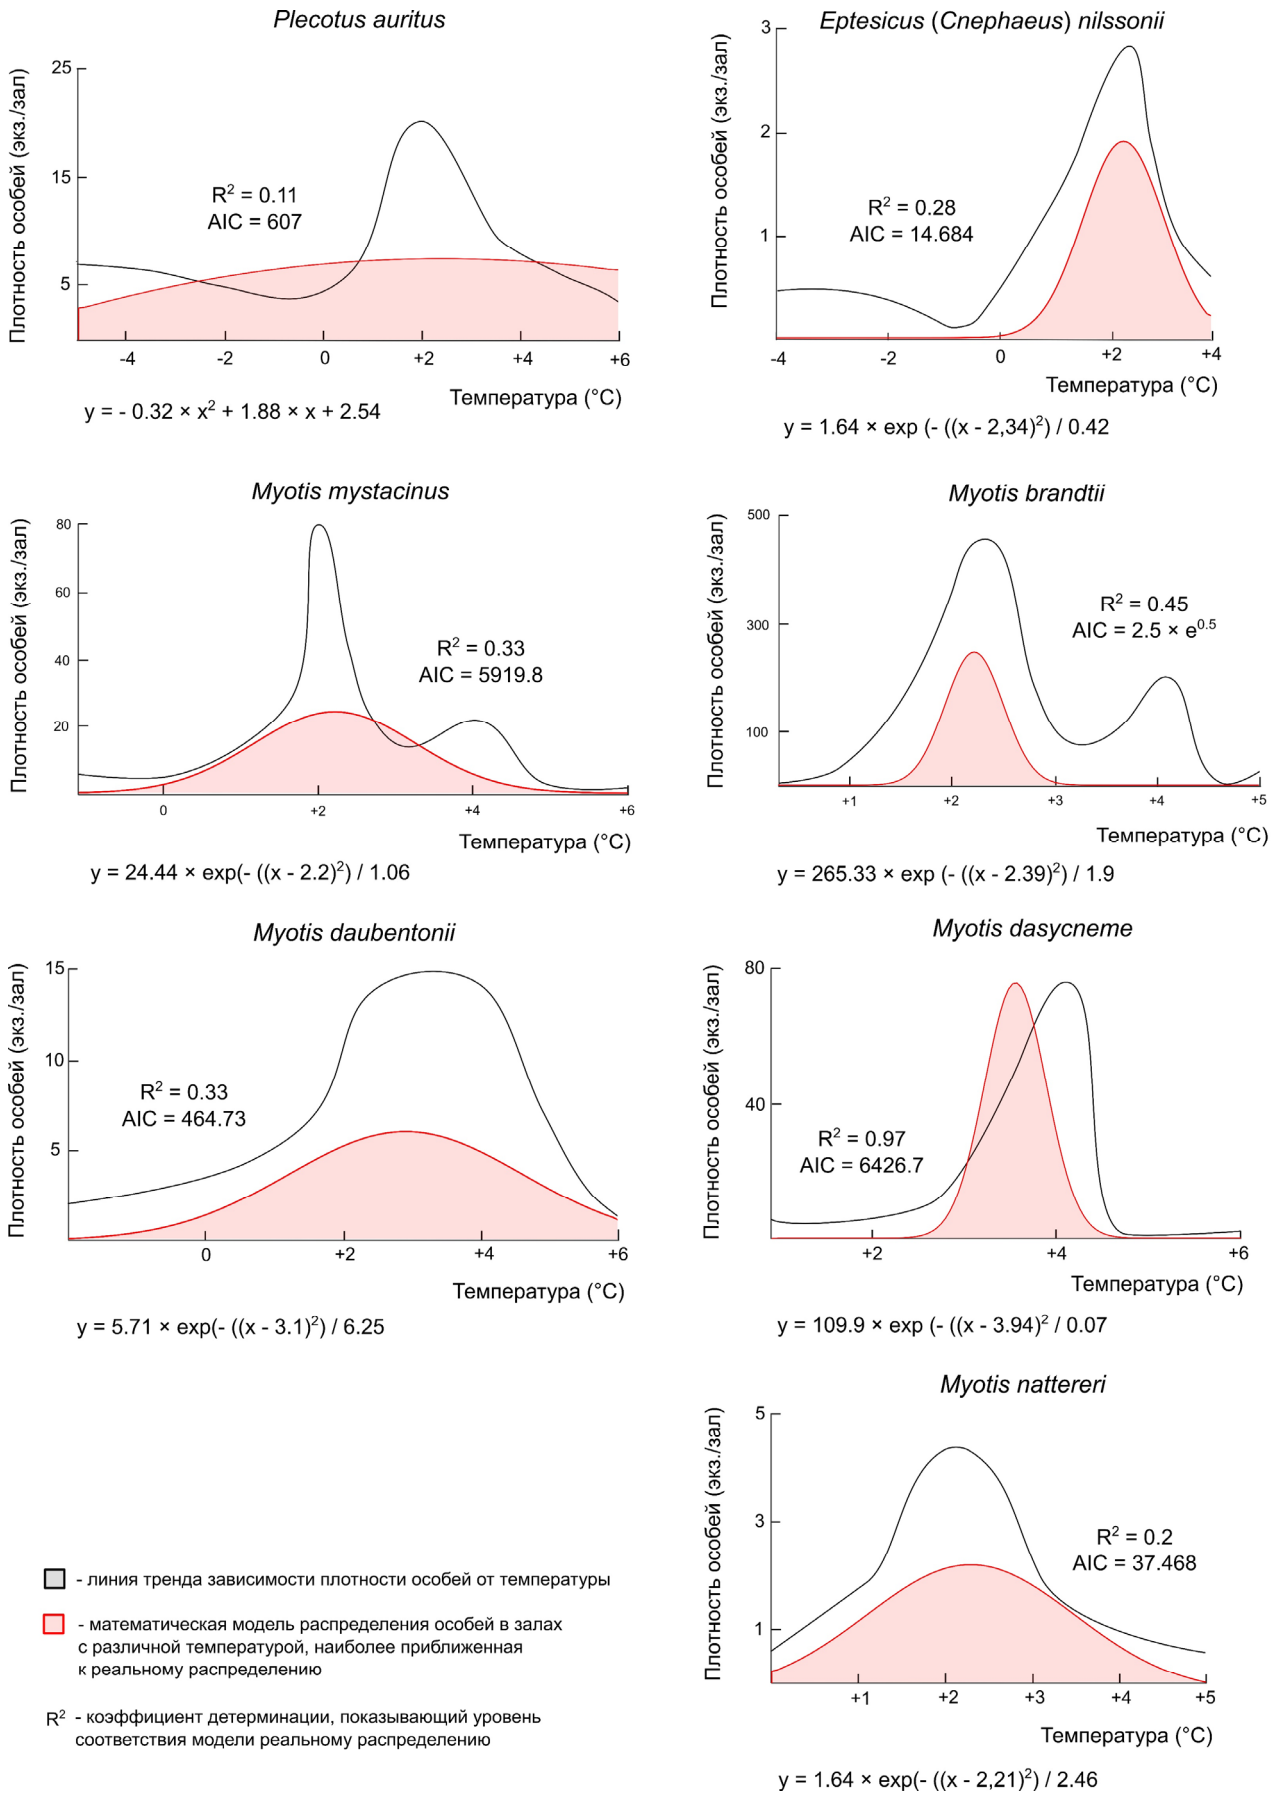 Plecotus auritus
Плотность особей (экз./зал)
25
15
5
R² = 0.11
AIC = 607
-4 -2 0 +2 +4 +6
Температура (°C)
y = - 0.32 × x² + 1.88 × x + 2.54
Eptesicus (Cnephaeus) nilssonii
Плотность особей (экз./зал)
3
2
1
R² = 0.28
AIC = 14.684
-4 -2 0 +2 +4
Температура (°C)
y = 1.64 × exp (- ((x - 2,34)²) / 0.42
Myotis mystacinus
Плотность особей (экз./зал)
80
60
40
20
R² = 0.33
AIC = 5919.8
0 +2 +4 +6
Температура (°C)
y = 24.44 × exp(- ((x - 2.2)²) / 1.06
Myotis brandtii
Плотность особей (экз./зал)
500
300
100
R² = 0.45
AIC = 2.5 × e⁰·⁵
+1 +2 +3 +4 +5
Температура (°C)
y = 265.33 × exp (- ((x - 2.39)²) / 1.9
Myotis daubentonii
Плотность особей (экз./зал)
15
10
5
R² = 0.33
AIC = 464.73
0 +2 +4 +6
Температура (°C)
y = 5.71 × exp(- ((x - 3.1)²) / 6.25
Myotis dasycneme
Плотность особей (экз./зал)
80
40
R² = 0.97
AIC = 6426.7
+2 +4 +6
Температура (°C)
y = 109.9 × exp (- ((x - 3.94)² / 0.07
Myotis nattereri
Плотность особей (экз./зал)
5
3
1
R² = 0.2
AIC = 37.468
+1 +2 +3 +4 +5
Температура (°C)
y = 1.64 × exp(- ((x - 2,21)²) / 2.46
- линия тренда зависимости плотности особей от температуры
- математическая модель распределения особей в залах
с различной температурой, наиболее приближенная
к реальному распределению
R² - коэффициент детерминации, показывающий уровень
соответствия модели реальному распределению